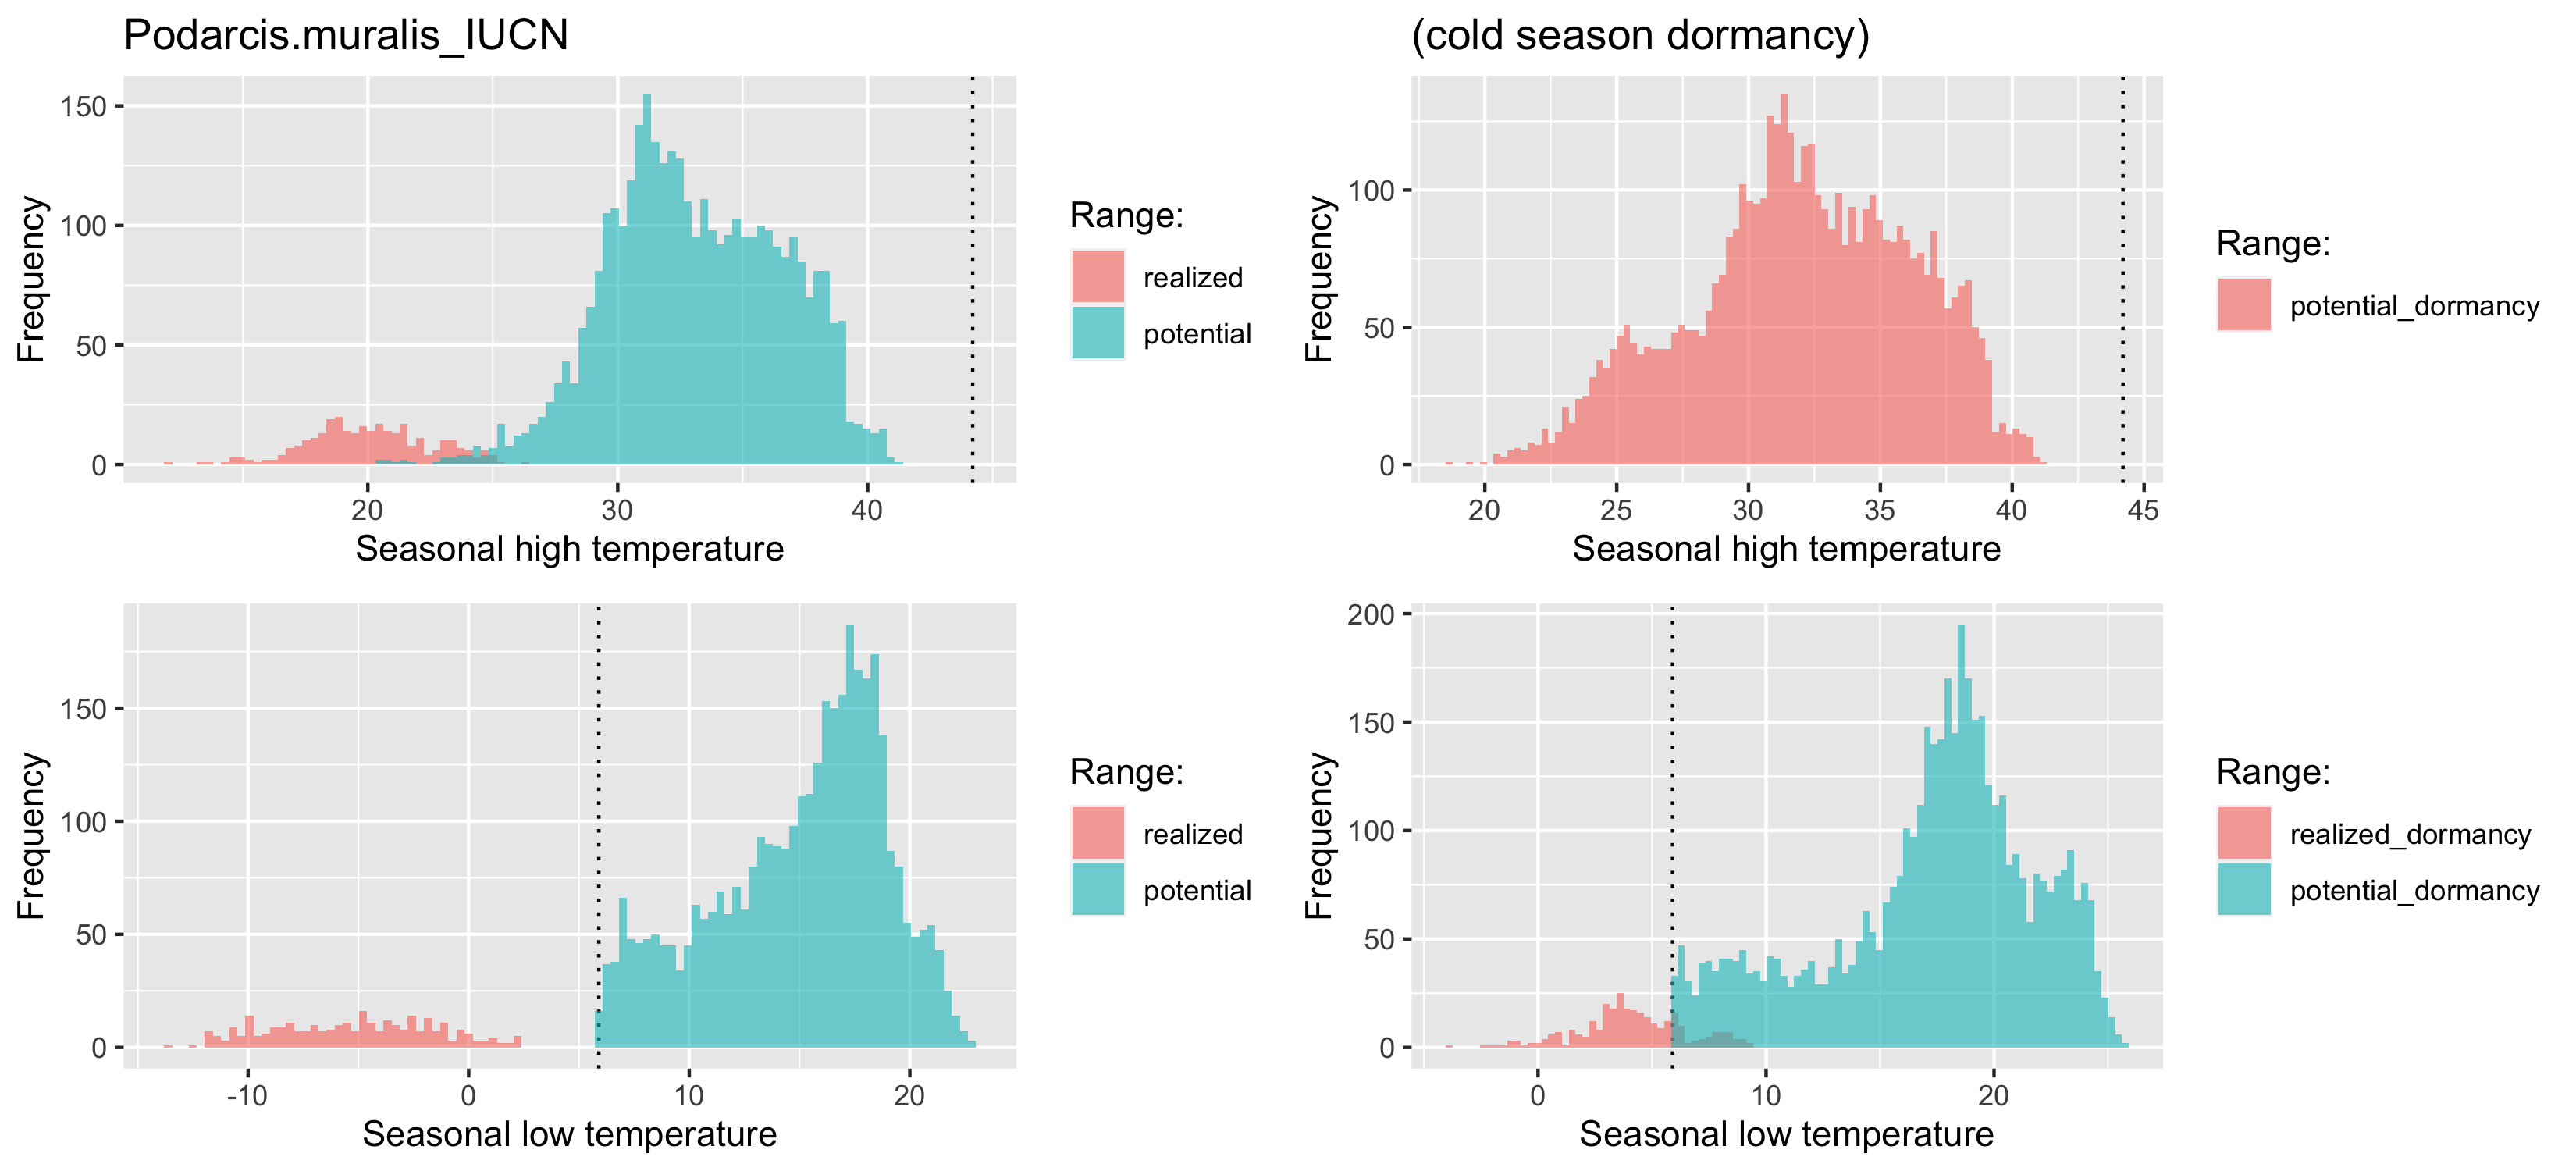 Podarcis.muralis_IUCN
Frequency
150
100
50
0
20 30 40
Seasonal high temperature
Range:
realized
potential
(cold season dormancy)
Frequency
100
50
0
20 25 30 35 40 45
Seasonal high temperature
Range:
potential_dormancy
Frequency
150
100
50
0
-10 0 10 20
Seasonal low temperature
Range:
realized
potential
Frequency
200
150
100
50
0
0 10 20
Seasonal low temperature
Range:
realized_dormancy
potential_dormancy